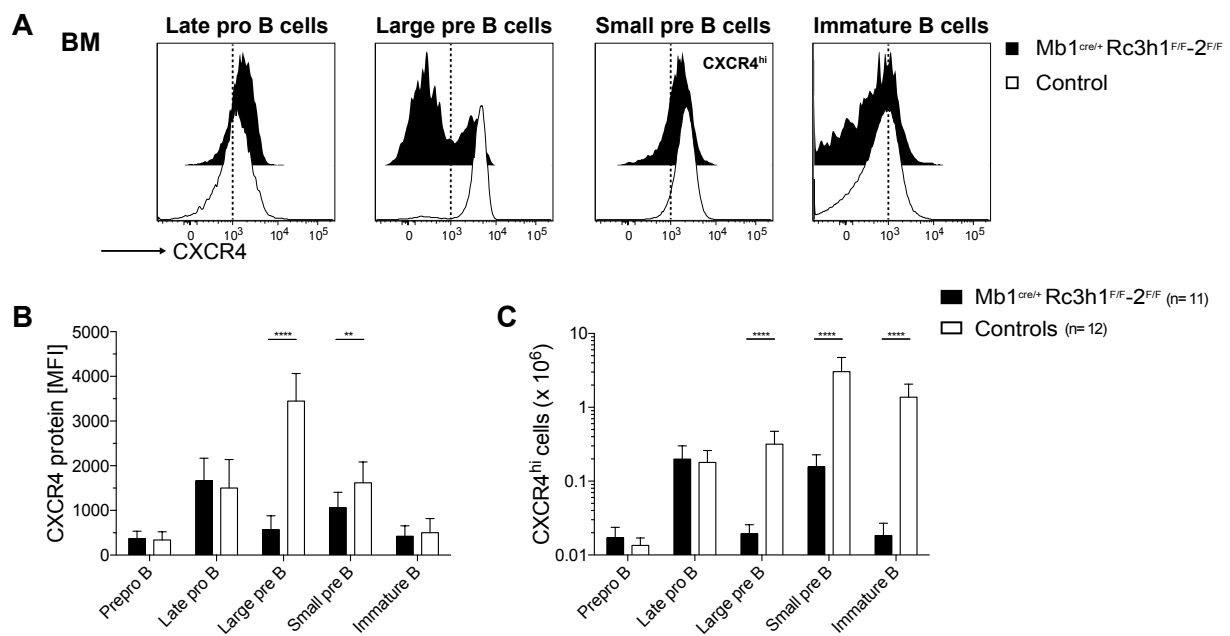 A
BM
Late pro B cells
Large pre B cells
Small pre B cells
Immature B cells
CXCR4hi
Mb1cre/+ Rc3h1F/F-2F/F
Control
0 10³ 10⁴ 10⁵
0 10³ 10⁴ 10⁵
0 10³ 10⁴ 10⁵
0 10³ 10⁴ 10⁵
CXCR4
Mb1cre/+ Rc3h1F/F-2F/F (n= 11)
Controls (n= 12)
B
CXCR4 protein [MFI]
5000
4000
3000
2000
1000
0
**** **
Prepro B
Late pro B
Large pre B
Small pre B
Immature B
C
CXCR4hi cells (x 10⁶)
10
1
0.1
0.01
**** **** ****
Prepro B
Late pro B
Large pre B
Small pre B
Immature B